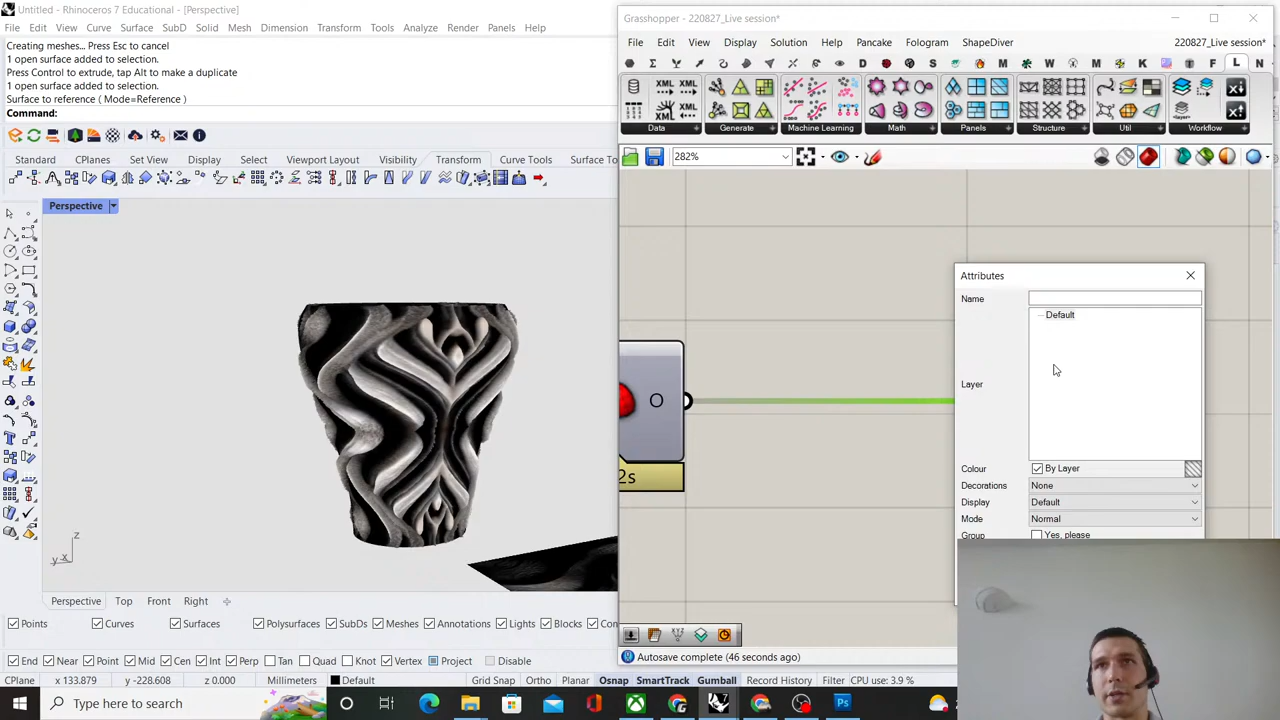 Untitled - Rhinoceros 7 Educational - [Perspective]
File Edit View Curve Surface Solid Mesh Dimension Transform Tools Analyze Render Panels Help
Creating meshes... Press Esc to cancel
1 open surface added to selection.
Press Control to extrude, tap Alt to make a duplicate
1 open surface added to selection.
Surface to reference ( Mode=Reference )
Command:
Standard CPlanes Set View Display Select Viewport Layout Visibility Transform Curve Tools Surface To
Perspective
z
y x
Perspective Top Front Right
Points Curves Surfaces Polysurfaces SubDs Meshes Annotations Lights Blocks Con
End Near Point Mid Cen Int Perp Tan Quad Knot Vertex Project Disable
CPlane x 133.879 y -228.608 z 0.000 Millimeters Default Grid Snap Ortho Planar Osnap SmartTrack Gumball Record History Filter CPU use: 3.9 %
Grasshopper - 220827_Live session*
File Edit View Display Solution Help Pancake Fologram ShapeDiver 220827_Live session*
D M S M K F L N
XML XML
XML
Data Generate Machine Learning Math Panels Structure Util Workflow
282%
O
2s
Attributes
Name
Default
Layer
Colour By Layer
Decorations None
Display Default
Mode Normal
Group Yes, please
Autosave complete (46 seconds ago)
Type here to search
Ps